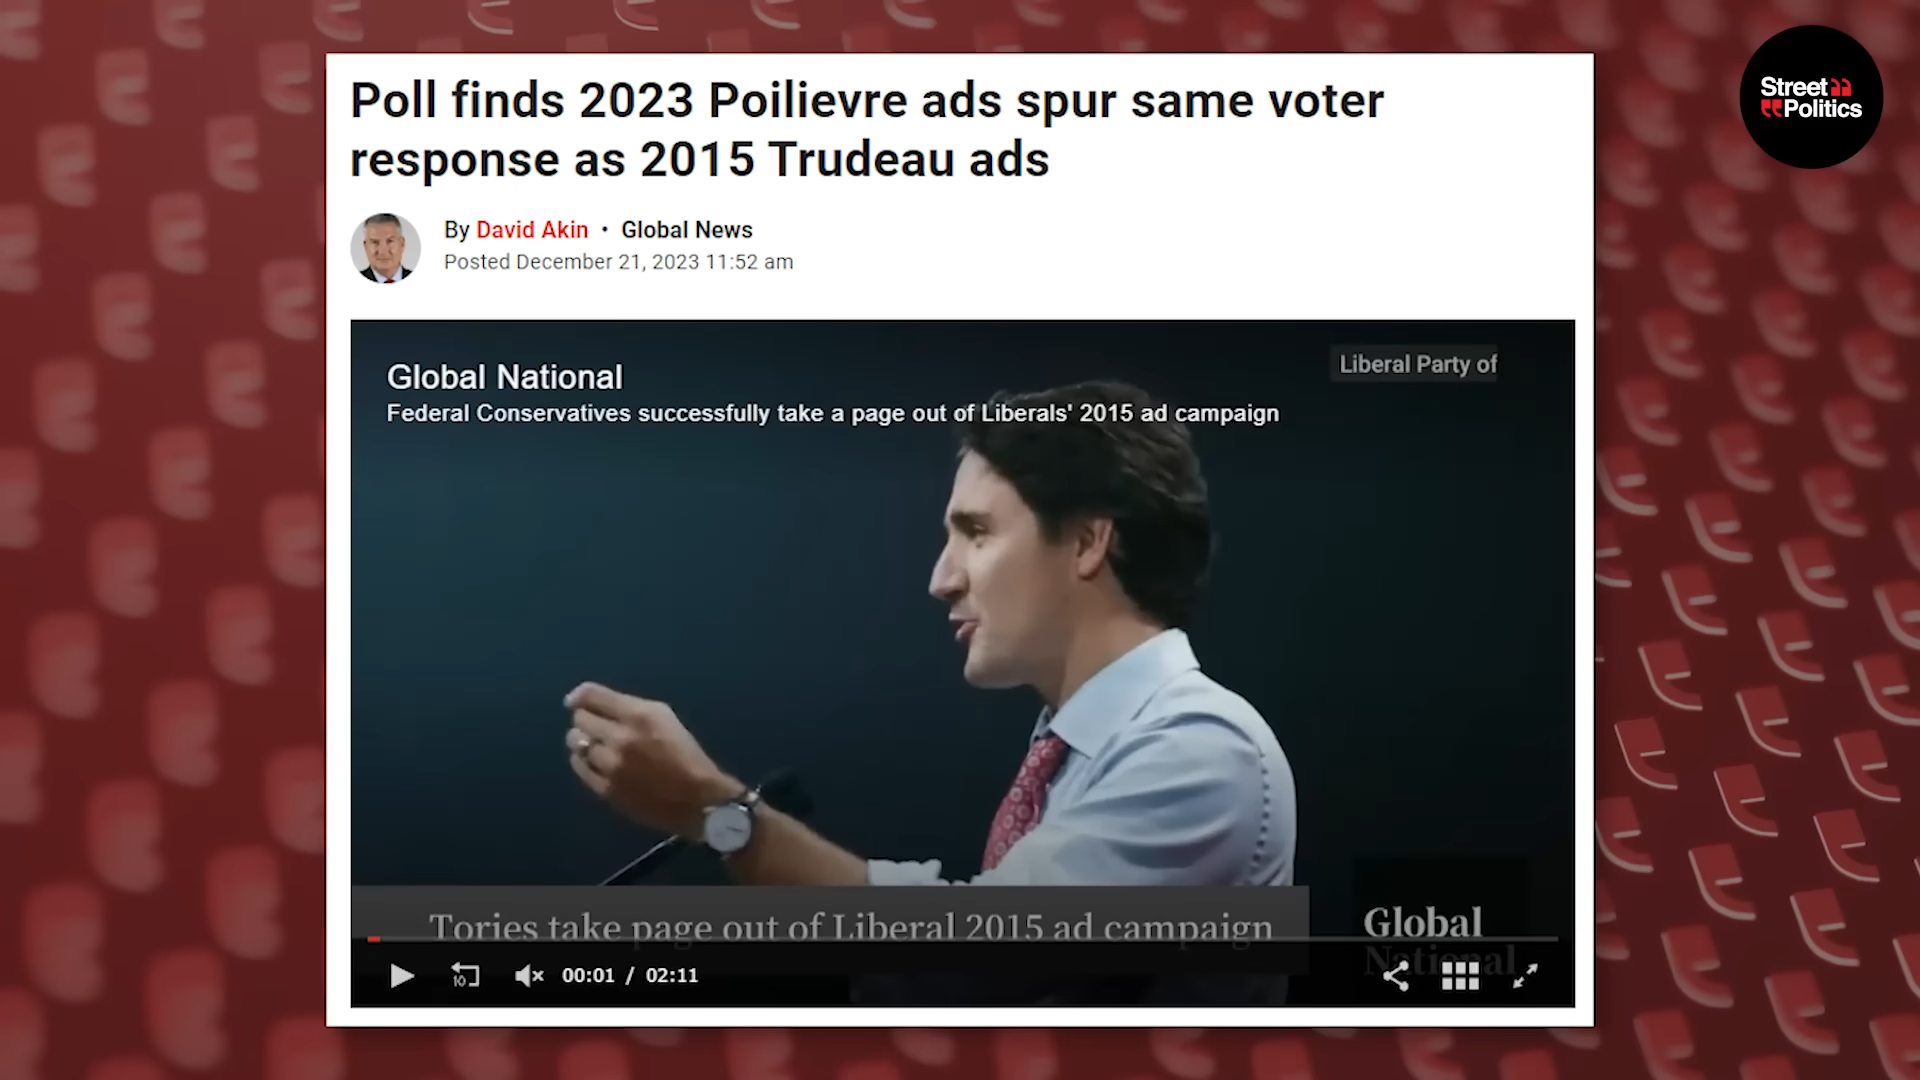 Street
Politics
Poll finds 2023 Poilievre ads spur same voter
response as 2015 Trudeau ads
By David Akin • Global News
Posted December 21, 2023 11:52 am
Global National
Federal Conservatives successfully take a page out of Liberals' 2015 ad campaign
Liberal Party of
Tories take page out of Liberal 2015 ad campaign
Global
National
10
00:01 / 02:11